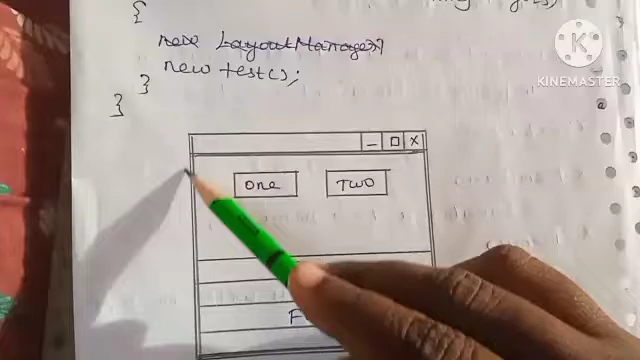 {
new LayoutManager
new test();
}
}
K
KINEMASTER
_ □ X
One Two
F